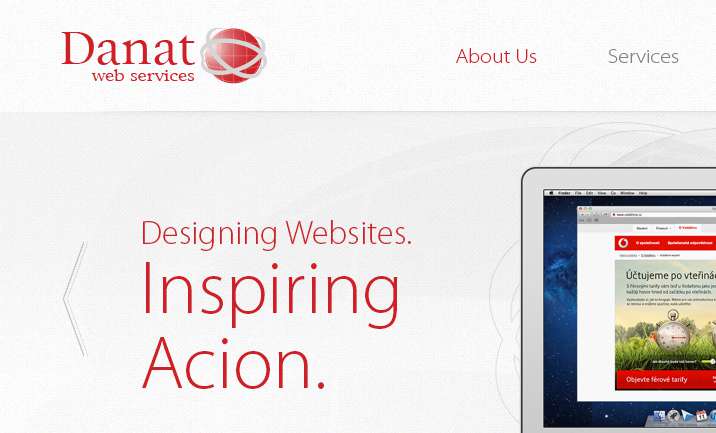 Danat
web services
About Us
Services
Designing Websites.
Inspiring
Acion.
Finder File Edit View Go Window Help
O společnosti
Účtujeme po vteřinác
Objevte férové tarify